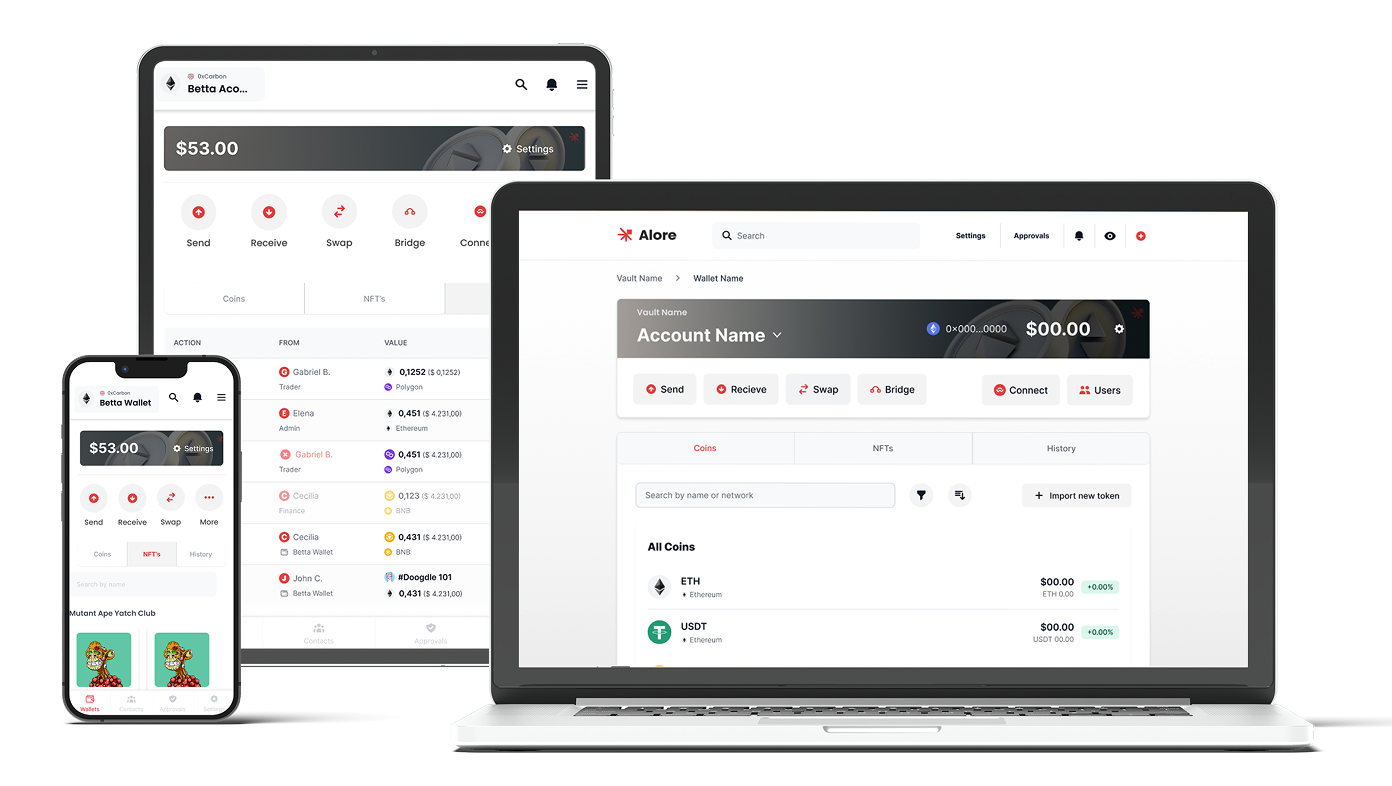 0xCarbon
Betta Aco...
$53.00
Settings
Send
Receive
Swap
Bridge
Conne
Coins
NFT's
ACTION
FROM
VALUE
G Gabriel B.
0,1252 ($ 0,1252)
Trader
Polygon
E Elena
0,451 ($ 4.231,00)
Admin
Ethereum
Gabriel B.
0,451 ($ 4.231,00)
Trader
Polygon
C Cecilia
0,123 ($ 4.231,00)
Finance
BNB
C Cecilia
0,431 ($ 4.231,00)
Betta Wallet
BNB
J John C.
#Doogdle 101
Betta Wallet
0,431 ($ 4.231,00)
Contacts
Approvals
0xCarbon
Betta Wallet
$53.00
Settings
Send
Receive
Swap
More
Coins
NFT's
History
Search by name
Mutant Ape Yatch Club
Wallets
Contacts
Approvals
Settings
Alore
Search
Settings
Approvals
Vault Name > Wallet Name
Vault Name
Account Name
0×000...0000
$00.00
Send
Recieve
Swap
Bridge
Connect
Users
Coins
NFTs
History
Search by name or network
+ Import new token
All Coins
ETH
Ethereum
$00.00
ETH 0.00
+0.00%
USDT
Ethereum
$00.00
USDT 00.00
+0.00%